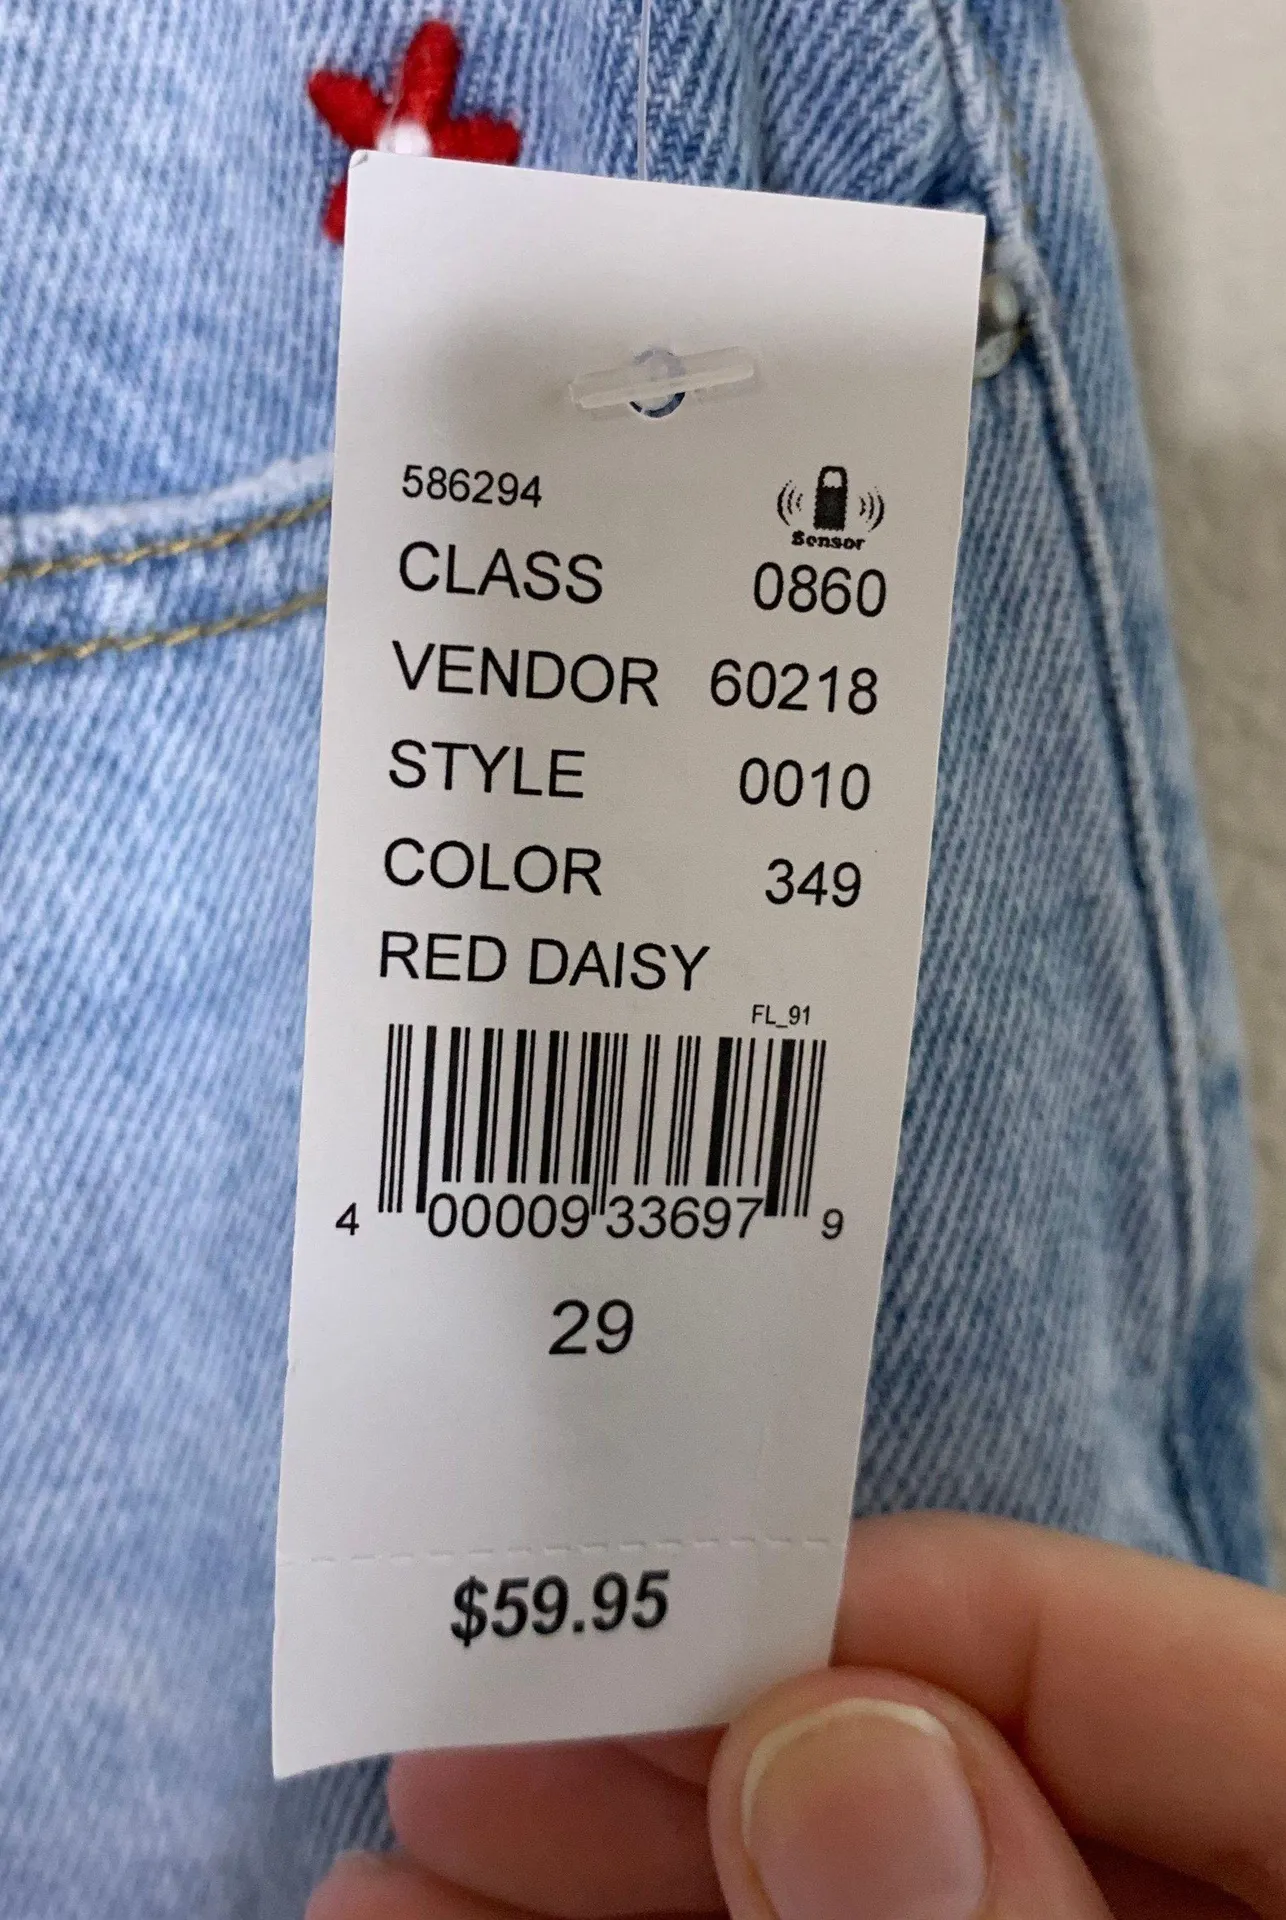 586294
Sensor
CLASS 0860
VENDOR 60218
STYLE 0010
COLOR 349
RED DAISY
FL_91
4 00009 33697 9
29
$59.95